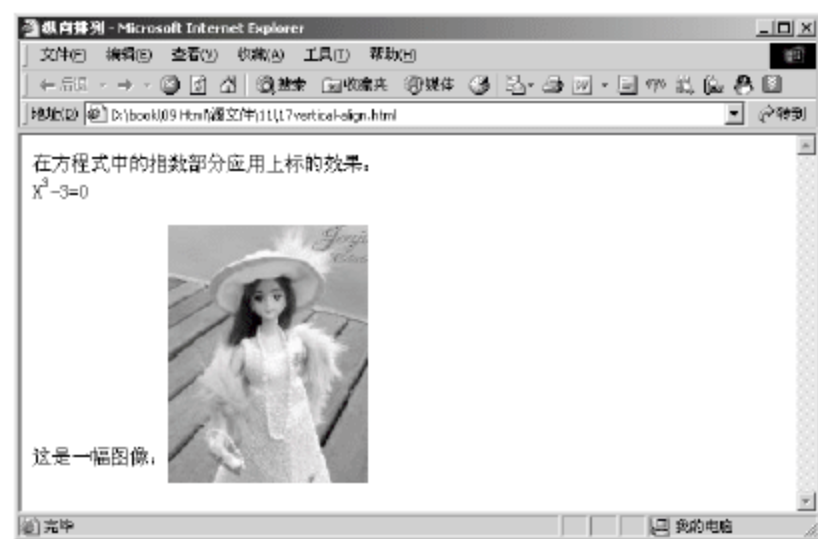 纵向排列 - Microsoft Internet Explorer
文件(F) 编辑(E) 查看(V) 收藏(A) 工具(T) 帮助(H)
后退 搜索 收藏夹 媒体
地址(D) D:\book\09 Html\源文件\11\17vertical-align.html 转到
在方程式中的指数部分应用上标的效果:
X³-3=0
这是一幅图像:
完毕 我的电脑